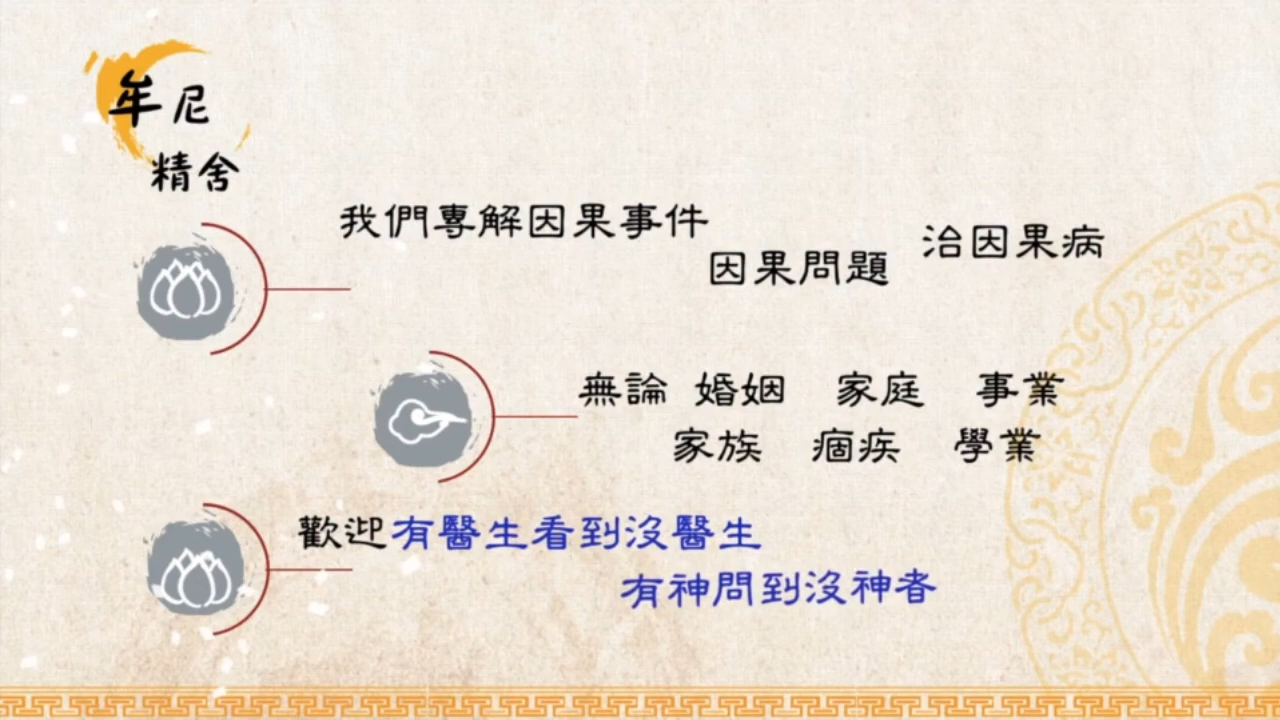 牟尼
精舍
我們專解因果事件
因果問題
治因果病
無論 婚姻 家庭 事業
家族 痼疾 學業
歡迎有醫生看到沒醫生
有神問到沒神者